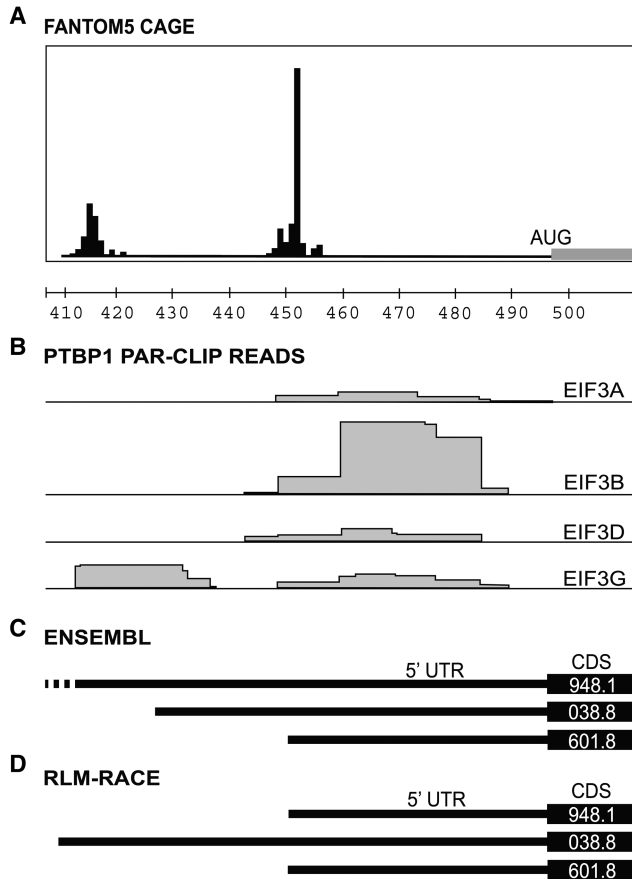 A
FANTOM5 CAGE
AUG
410 420 430 440 450 460 470 480 490 500
B
PTBP1 PAR-CLIP READS
EIF3A
EIF3B
EIF3D
EIF3G
C
ENSEMBL
5' UTR
CDS
948.1
038.8
601.8
D
RLM-RACE
5' UTR
CDS
948.1
038.8
601.8